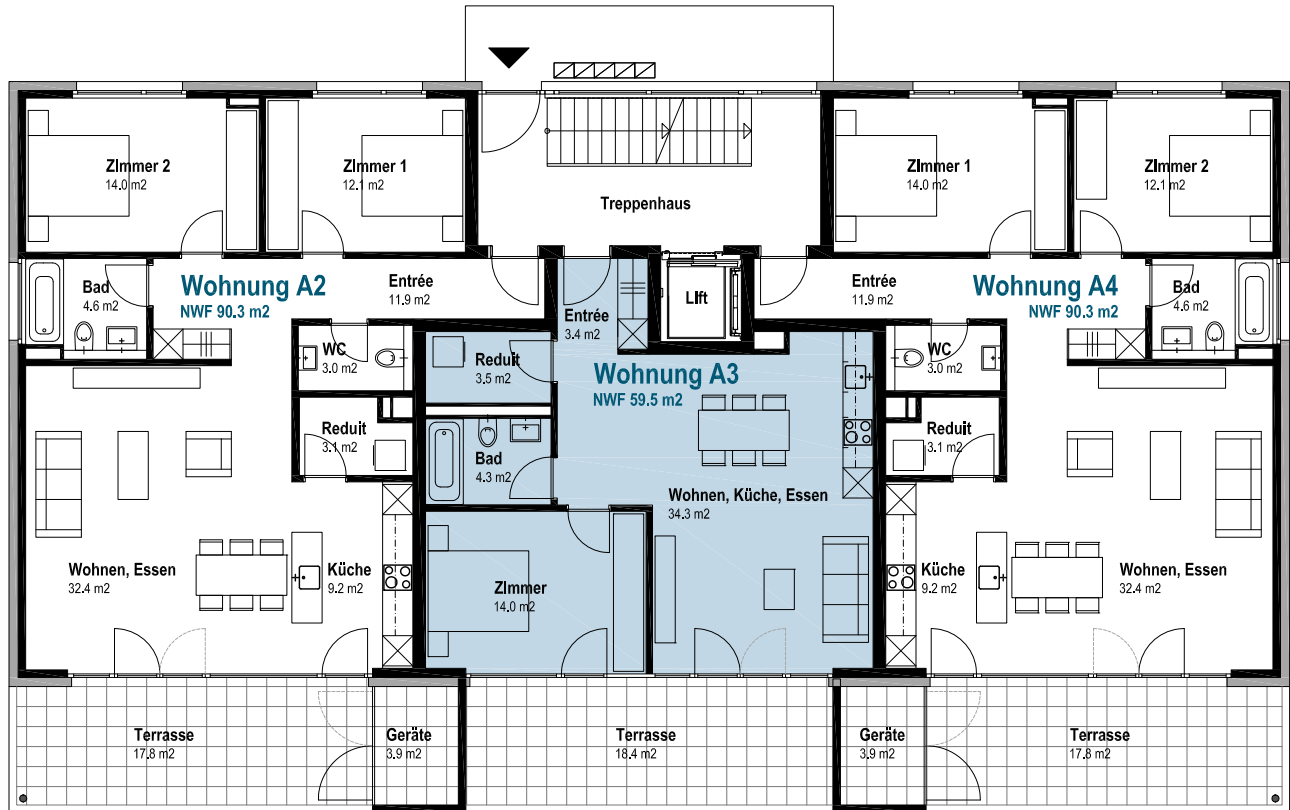 ZImmer 2
14.0 m2
ZImmer 1
12.1 m2
Treppenhaus
ZImmer 1
14.0 m2
ZImmer 2
12.1 m2
Bad
4.6 m2
Wohnung A2
NWF 90.3 m2
Entrée
11.9 m2
Entrée
3.4 m2
LIft
Entrée
11.9 m2
Wohnung A4
NWF 90.3 m2
Bad
4.6 m2
WC
3.0 m2
Reduit
3.5 m2
Wohnung A3
NWF 59.5 m2
WC
3.0 m2
Reduit
3.1 m2
Bad
4.3 m2
Wohnen, Küche, Essen
34.3 m2
Reduit
3.1 m2
Wohnen, Essen
32.4 m2
Küche
9.2 m2
ZImmer
14.0 m2
Küche
9.2 m2
Wohnen, Essen
32.4 m2
Terrasse
17.8 m2
Geräte
3.9 m2
Terrasse
18.4 m2
Geräte
3.9 m2
Terrasse
17.8 m2